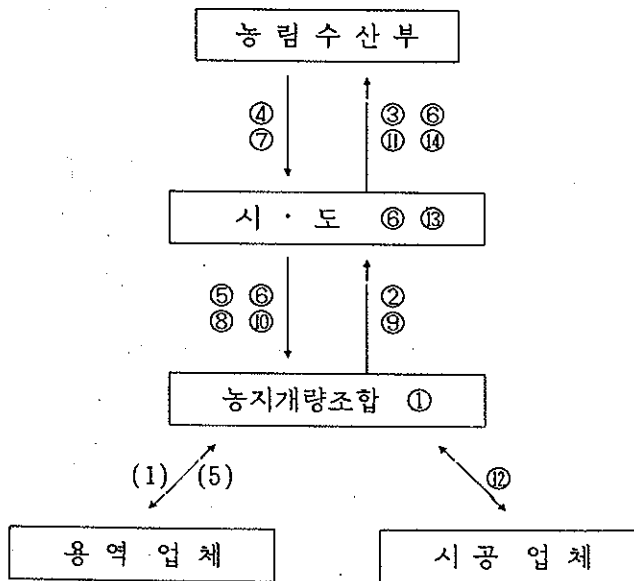 농 림 수 산 부
④ ③ ⑥
⑦ ⑪ ⑭
시 · 도 ⑥ ⑬
⑤ ⑥ ②
⑧ ⑩ ⑨
농지개량조합 ①
(1) (5) ⑫
용 역 업 체 시 공 업 체